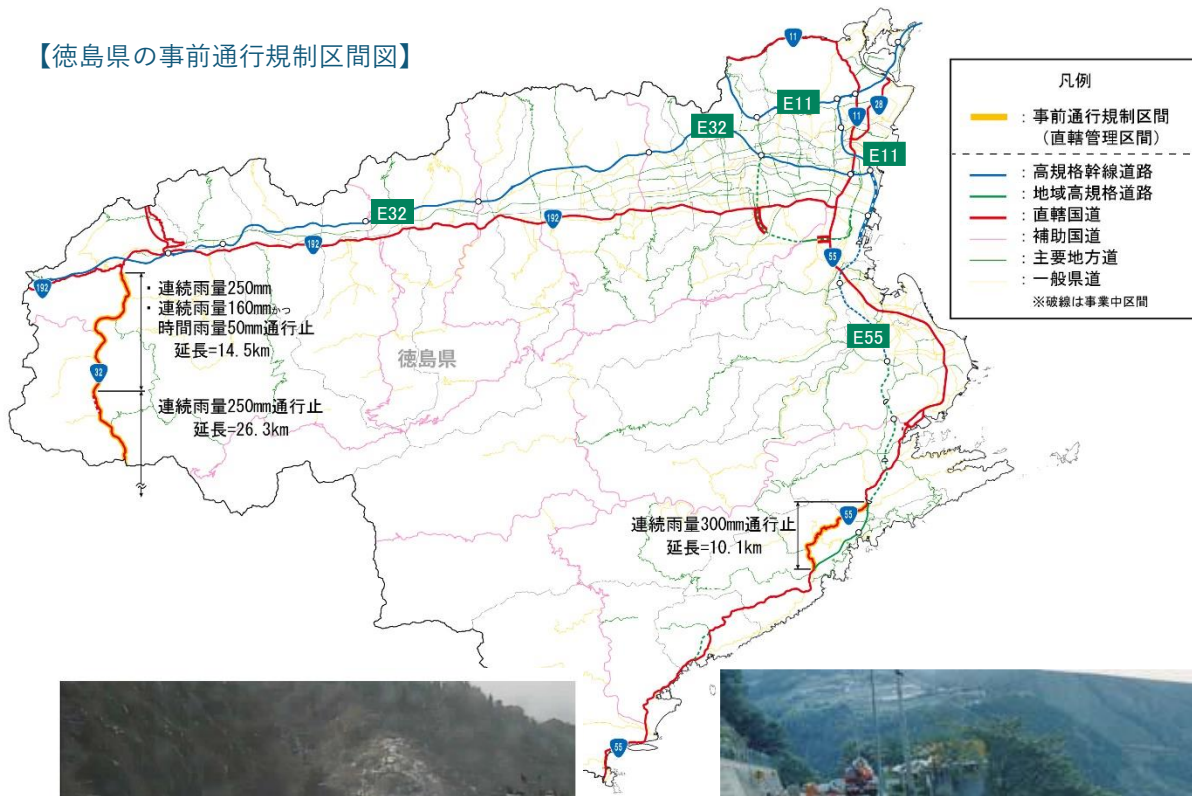 【徳島県の事前通行規制区間図】
凡例
：事前通行規制区間
（直轄管理区間）
：高規格幹線道路
：地域高規格道路
：直轄国道
：補助国道
：主要地方道
：一般県道
※破線は事業中区間
11
E11
28
11
E32
E11
E32
192
192
192
55
・連続雨量250mm
・連続雨量160mmかつ
時間雨量50mm通行止
延長=14.5km
32
徳島県
E55
連続雨量250mm通行止
延長=26.3km
連続雨量300mm通行止
延長=10.1km
55
55